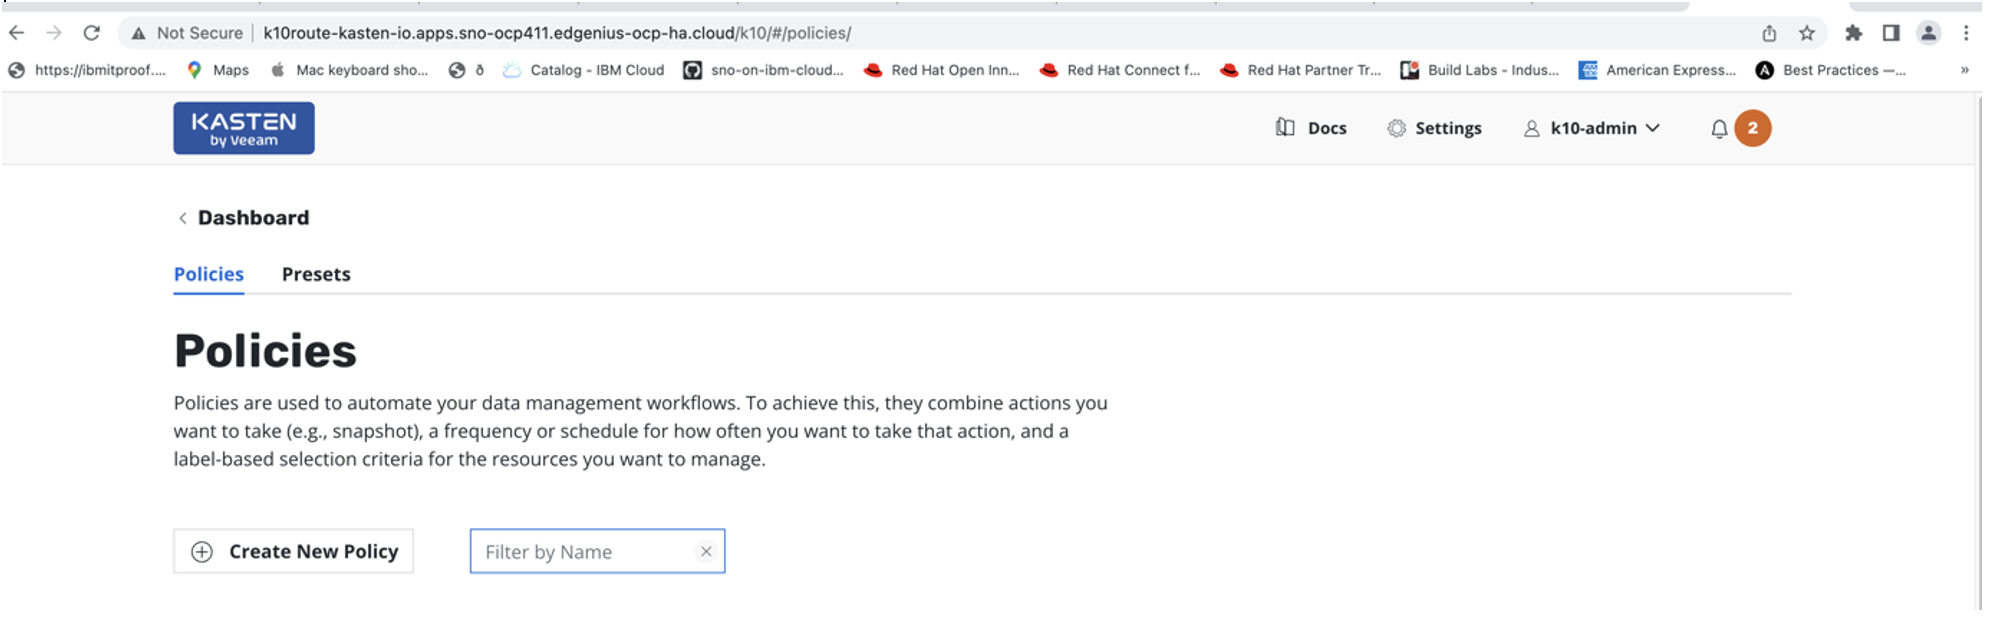 Not Secure | k10route-kasten-io.apps.sno-ocp411.edgenius-ocp-ha.cloud/k10/#/policies/
https://ibmitproof.... Maps Mac keyboard sho... ð Catalog - IBM Cloud sno-on-ibm-cloud... Red Hat Open Inn... Red Hat Connect f... Red Hat Partner Tr... Build Labs - Indus... American Express... Best Practices —... »
KASTEN
by Veeam
Docs Settings k10-admin 2
Dashboard
Policies Presets
Policies
Policies are used to automate your data management workflows. To achieve this, they combine actions you
want to take (e.g., snapshot), a frequency or schedule for how often you want to take that action, and a
label-based selection criteria for the resources you want to manage.
Create New Policy Filter by Name